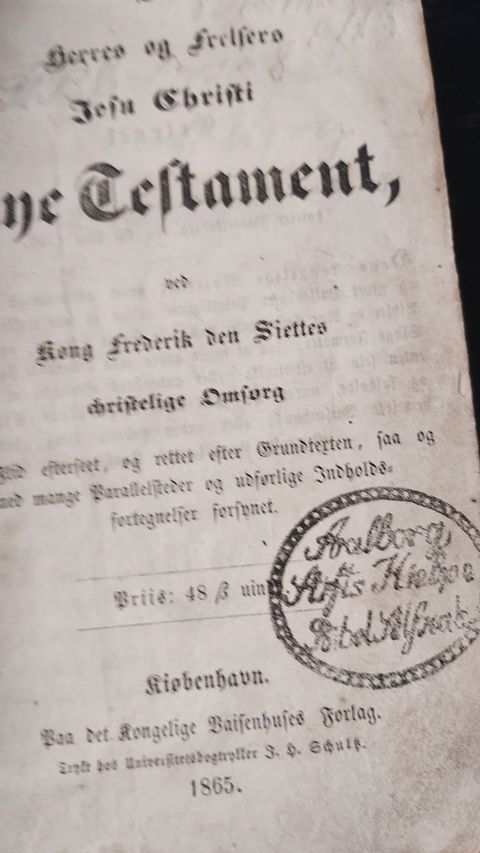 Herres og Frelsers
Jesu Christi
nye Testament,
ved
Kong Frederik den Siettes
christelige Omsorg
Flid efterseet, og rettet efter Grundtexten, saa og
med mange Parallelsteder og udførlige Indholds-
fortegnelser forsynet.
Priis: 48 ß
Kiøbenhavn.
Paa det Kongelige Vaisenhuses Forlag.
Trykt hos Universitetsbogtrykker J. H. Schultz.
1865.
Aalborg
Stifts
Bibel